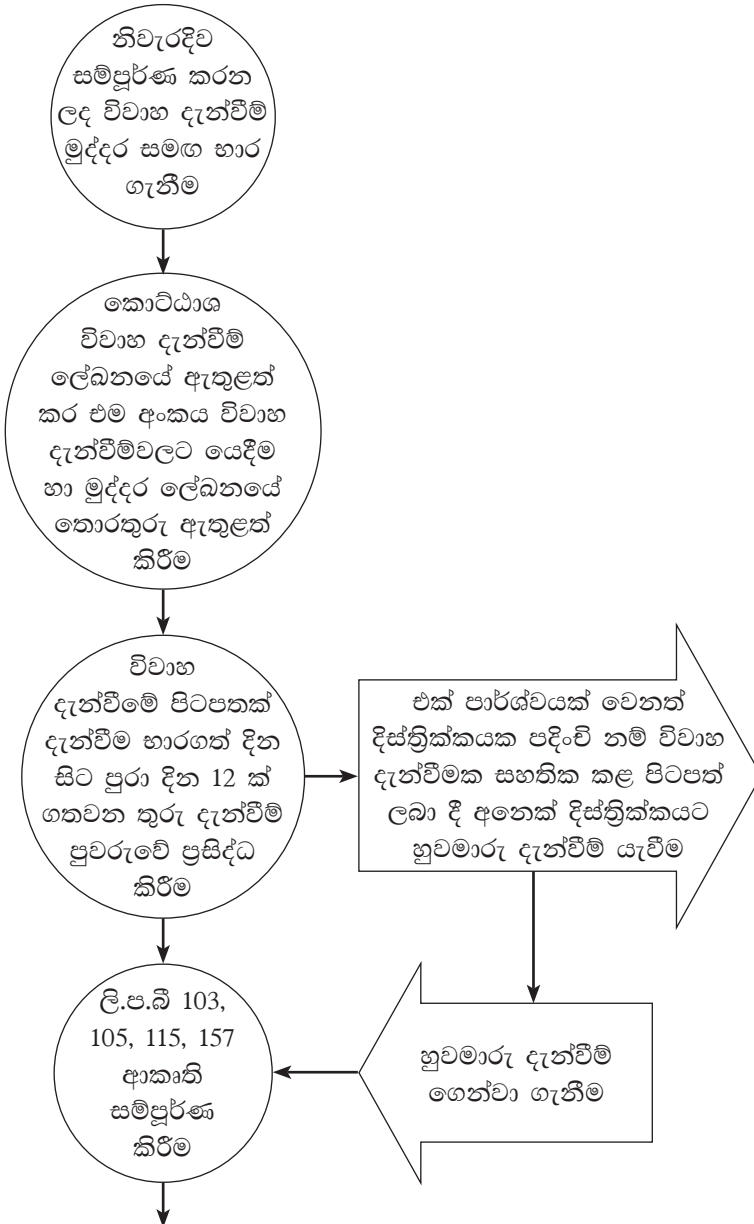 නිවැරදිව
සම්පූර්ණ කරන
ලද විවාහ දැන්වීම්
මුද්දර සමඟ භාර
ගැනීම
කොට්ඨාශ
විවාහ දැන්වීම්
ලේඛනයේ ඇතුළත්
කර එම අංකය විවාහ
දැන්වීම්වලට යෙදීම
හා මුද්දර ලේඛනයේ
තොරතුරු ඇතුළත්
කිරීම
විවාහ
දැන්වීමේ පිටපතක්
දැන්වීම භාරගත් දින
සිට පුරා දින 12 ක්
ගතවන තුරු දැන්වීම්
පුවරුවේ ප්‍රසිද්ධ
කිරීම
එක් පාර්ශ්වයක් වෙනත්
දිස්ත්‍රික්කයක පදිංචි නම් විවාහ
දැන්වීමක සහතික කළ පිටපත්
ලබා දී අනෙක් දිස්ත්‍රික්කයට
හුවමාරු දැන්වීම් යැවීම
ලි.ප.බී 103,
105, 115, 157
ආකෘති
සම්පූර්ණ
කිරීම
හුවමාරු දැන්වීම්
ගෙන්වා ගැනීම